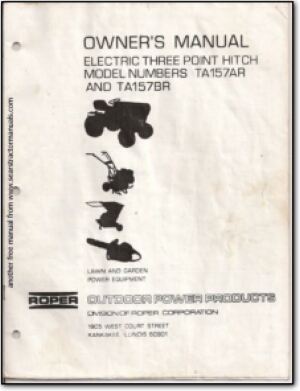 OWNER'S MANUAL
ELECTRIC THREE POINT HITCH
MODEL NUMBERS TA157AR
AND TA157BR
another free manual from www.searstractormanuals.com
LAWN AND GARDEN
POWER EQUIPMENT
ROPER
OUTDOOR POWER PRODUCTS
DIVISION OF ROPER CORPORATION
1905 WEST COURT STREET
KANKAKEE, ILLINOIS 60901